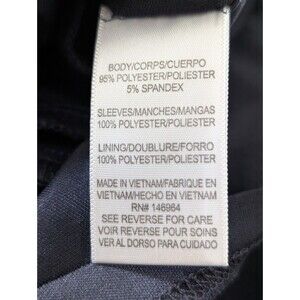 BODY/CORPS/CUERPO
95% POLYESTER/POLIESTER
5% SPANDEX
SLEEVES/MANCHES/MANGAS
100% POLYESTER/POLIESTER
LINING/DOUBLURE/FORRO
100% POLYESTER/POLIESTER
MADE IN VIETNAM/FABRIQUE EN
VIETNAM/HECHO EN VIETNAM
RN# 146964
SEE REVERSE FOR CARE
VOIR REVERSE POUR SOINS
VER AL DORSO PARA CUIDADO